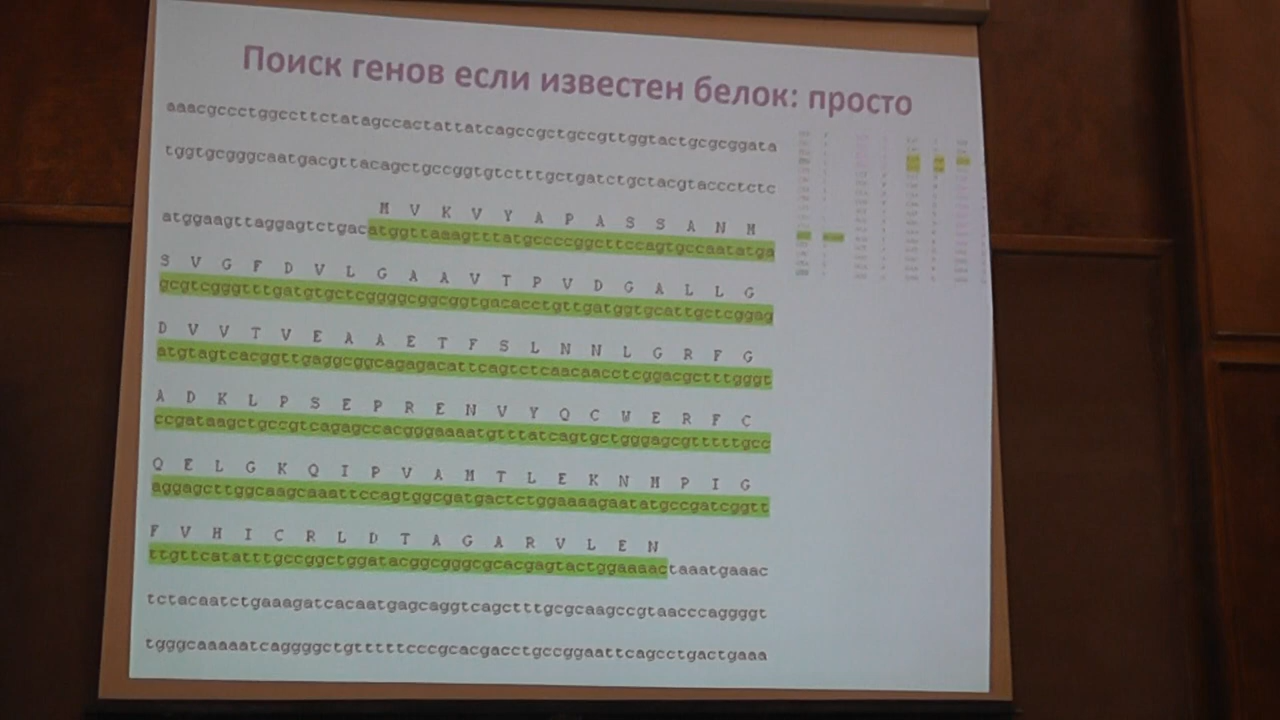 Поиск генов если известен белок: просто
aaacgccctggccttctatagccactattatcagccgctgccgttggtactgcgcggata
tggtgcgggcaatgacgttacagctgccggtgtctttgctgatctgctacgtaccctctc
M V K V Y A P A S S A N M
atggaagttaggagtctgacatggttaaagtttatgccccggcttccagtgccaatatga
S V G F D V L G A A V T P V D G A L L G
gcgtcgggtttgatgtgctcggggcggcggtgacacctgttgatggtgcattgctcggag
D V V T V E A A E T F S L N N L G R F G
atgtagtcacggttgaggcggcagagacattcagtctcaacaacctcggacgctttgggt
A D K L P S E P R E N V Y Q C W E R F C
ccgataagctgccgtcagagccacgggaaaatgtttatcagtgctgggagcgtttttgcc
Q E L G K Q I P V A M T L E K N M P I G
aggagcttggcaagcaaattccagtggcgatgactctggaaaagaatatgccgatcggtt
F V H I C R L D T A G A R V L E N
ttgttcatatttgccggctggatacggcgggcgcacgagtactggaaaactaaatgaaac
tctacaatctgaaagatcacaatgagcaggtcagctttgcgcaagccgtaacccaggggt
tgggcaaaaatcaggggctgtttttcccgcacgacctgccggaattcagcctgactgaaa